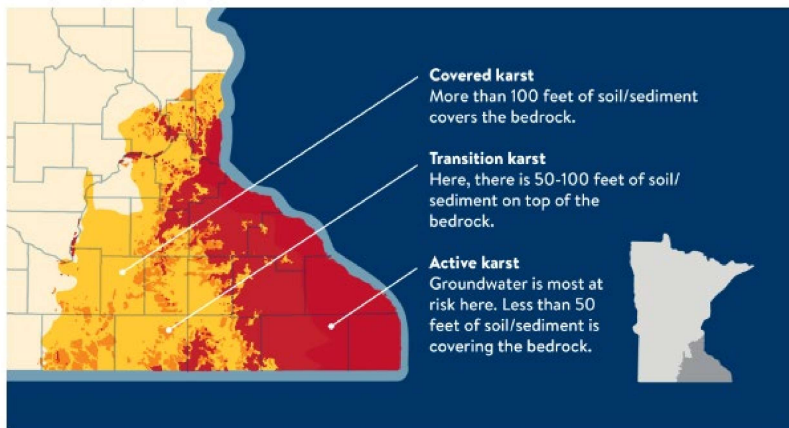 Covered karst
More than 100 feet of soil/sediment
covers the bedrock.
Transition karst
Here, there is 50-100 feet of soil/
sediment on top of the
bedrock.
Active karst
Groundwater is most at
risk here. Less than 50
feet of soil/sediment is
covering the bedrock.